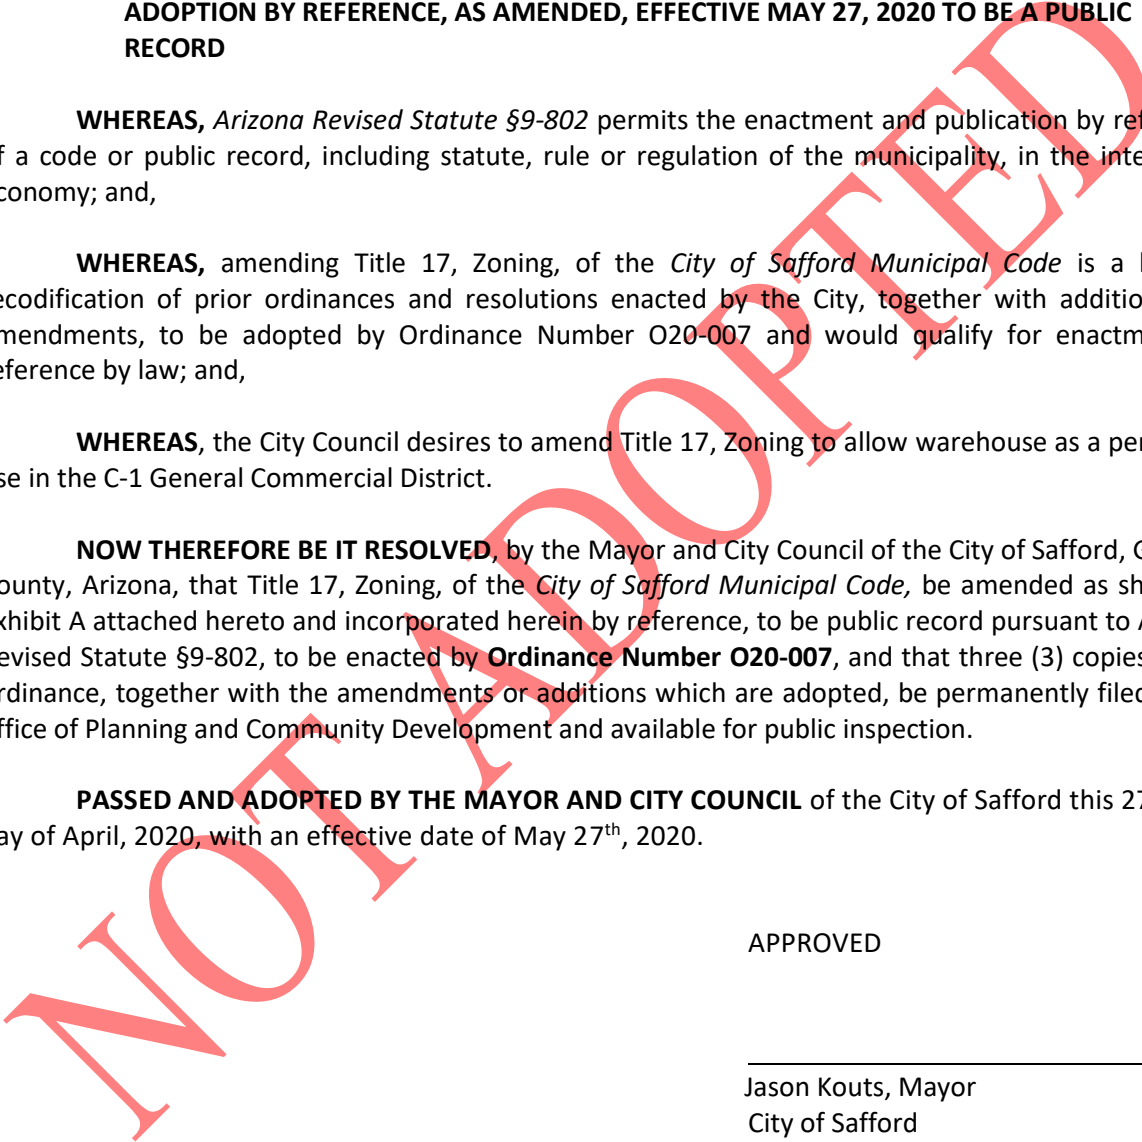 ADOPTION BY REFERENCE, AS AMENDED, EFFECTIVE MAY 27, 2020 TO BE A PUBLIC
RECORD
WHEREAS, Arizona Revised Statute §9-802 permits the enactment and publication by
f a code or public record, including statute, rule or regulation of the municipality, in the
conomy; and,
WHEREAS, amending Title 17, Zoning, of the City of Safford Municipal Code is a
ecodification of prior ordinances and resolutions enacted by the City, together with
mendments, to be adopted by Ordinance Number O20-007 and would qualify for
eference by law; and,
WHEREAS, the City Council desires to amend Title 17, Zoning to allow warehouse as a
se in the C-1 General Commercial District.
NOW THEREFORE BE IT RESOLVED, by the Mayor and City Council of the City of Safford,
ounty, Arizona, that Title 17, Zoning, of the City of Safford Municipal Code, be amended as
xhibit A attached hereto and incorporated herein by reference, to be public record pursuant to
evised Statute §9-802, to be enacted by Ordinance Number O20-007, and that three (3) copies
rdinance, together with the amendments or additions which are adopted, be permanently filed
ffice of Planning and Community Development and available for public inspection.
PASSED AND ADOPTED BY THE MAYOR AND CITY COUNCIL of the City of Safford this 27
ay of April, 2020, with an effective date of May 27th, 2020.
APPROVED
Jason Kouts, Mayor
City of Safford
NOT ADOPTED